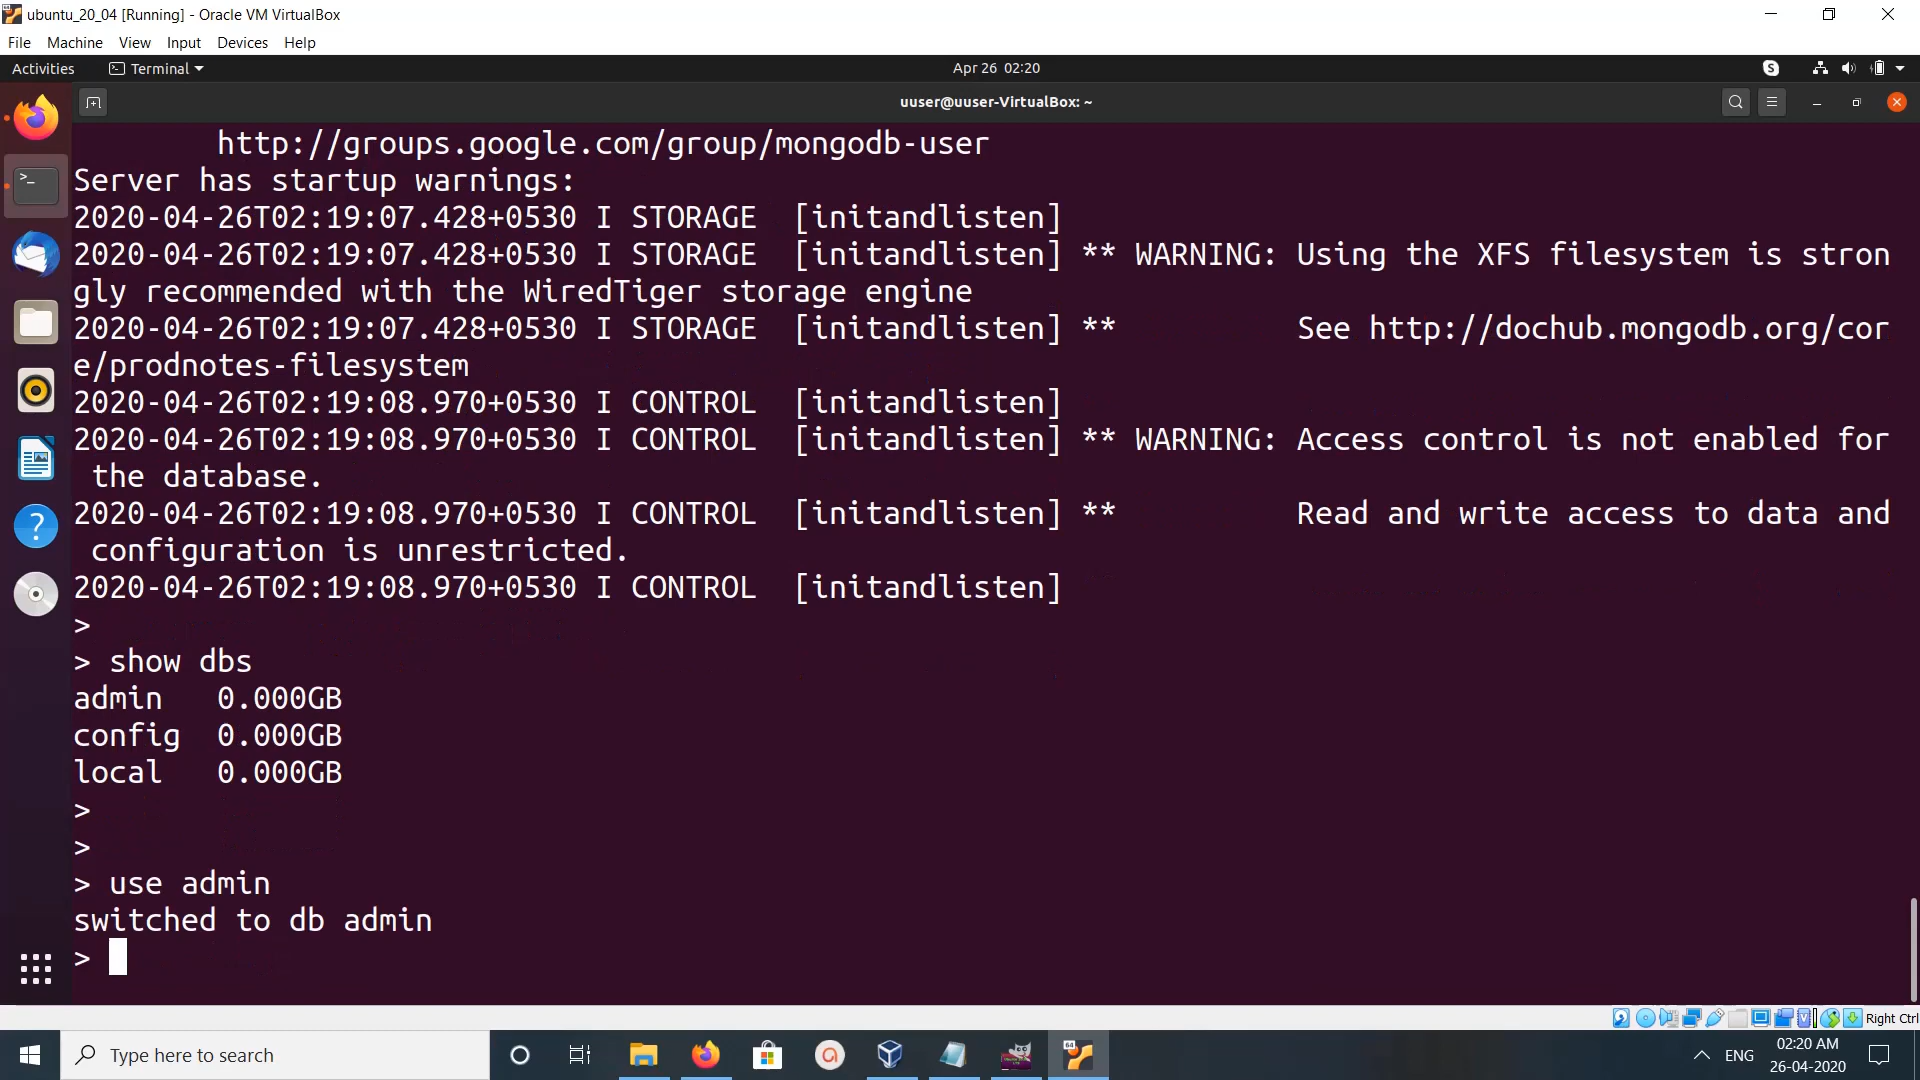 ubuntu_20_04 [Running] - Oracle VM VirtualBox
File Machine View Input Devices Help
Activities Terminal Apr 26 02:20
uuser@uuser-VirtualBox: ~
http://groups.google.com/group/mongodb-user
Server has startup warnings:
2020-04-26T02:19:07.428+0530 I STORAGE  [initandlisten]
2020-04-26T02:19:07.428+0530 I STORAGE  [initandlisten] ** WARNING: Using the XFS filesystem is stron
gly recommended with the WiredTiger storage engine
2020-04-26T02:19:07.428+0530 I STORAGE  [initandlisten] **          See http://dochub.mongodb.org/cor
e/prodnotes-filesystem
2020-04-26T02:19:08.970+0530 I CONTROL  [initandlisten]
2020-04-26T02:19:08.970+0530 I CONTROL  [initandlisten] ** WARNING: Access control is not enabled for
 the database.
2020-04-26T02:19:08.970+0530 I CONTROL  [initandlisten] **          Read and write access to data and
 configuration is unrestricted.
2020-04-26T02:19:08.970+0530 I CONTROL  [initandlisten]
>
> show dbs
admin   0.000GB
config  0.000GB
local   0.000GB
>
>
> use admin
switched to db admin
>
Right Ctrl
Type here to search
ENG
02:20 AM
26-04-2020